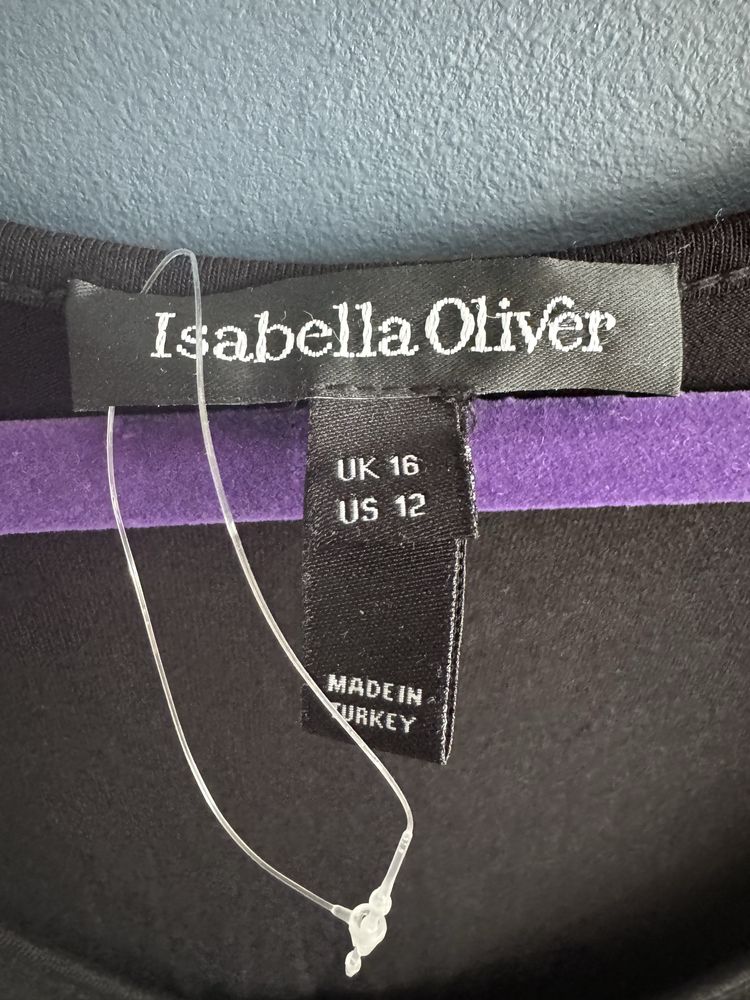 Isabella Oliver
UK 16
US 12
MADE IN
TURKEY